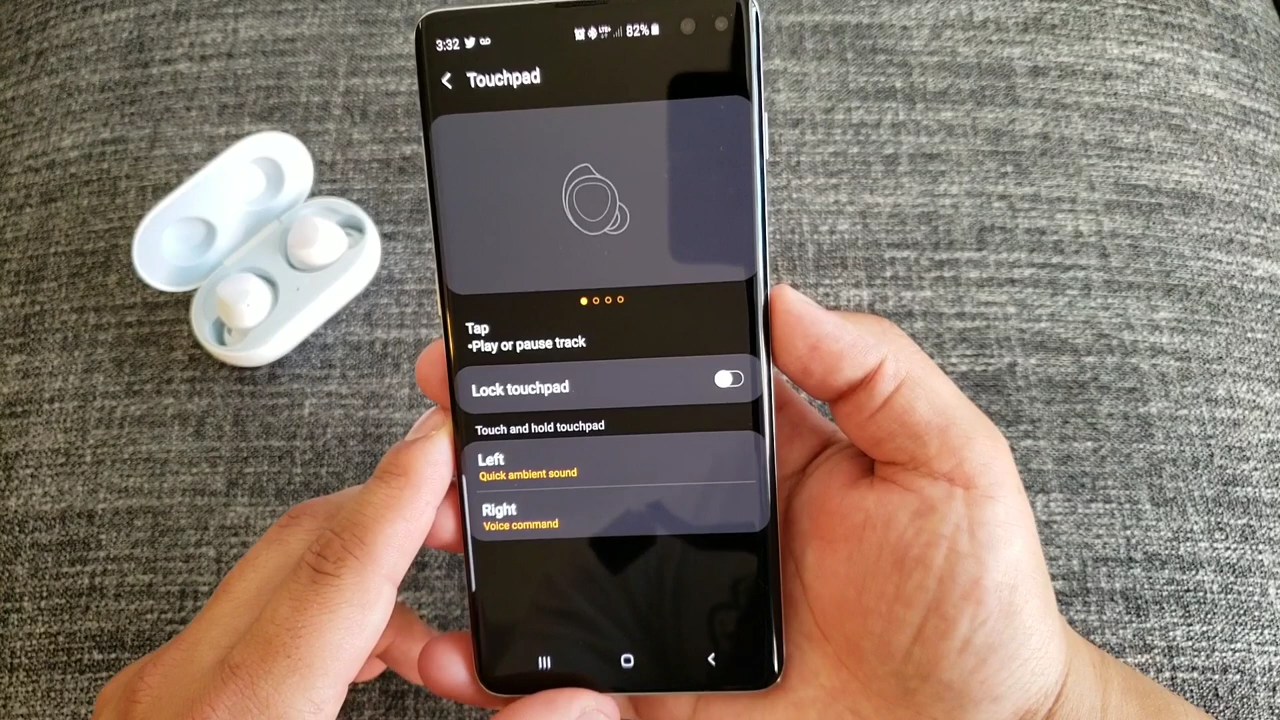 3:32 82%
Touchpad
Tap
•Play or pause track
Lock touchpad
Touch and hold touchpad
Left
Quick ambient sound
Right
Voice command